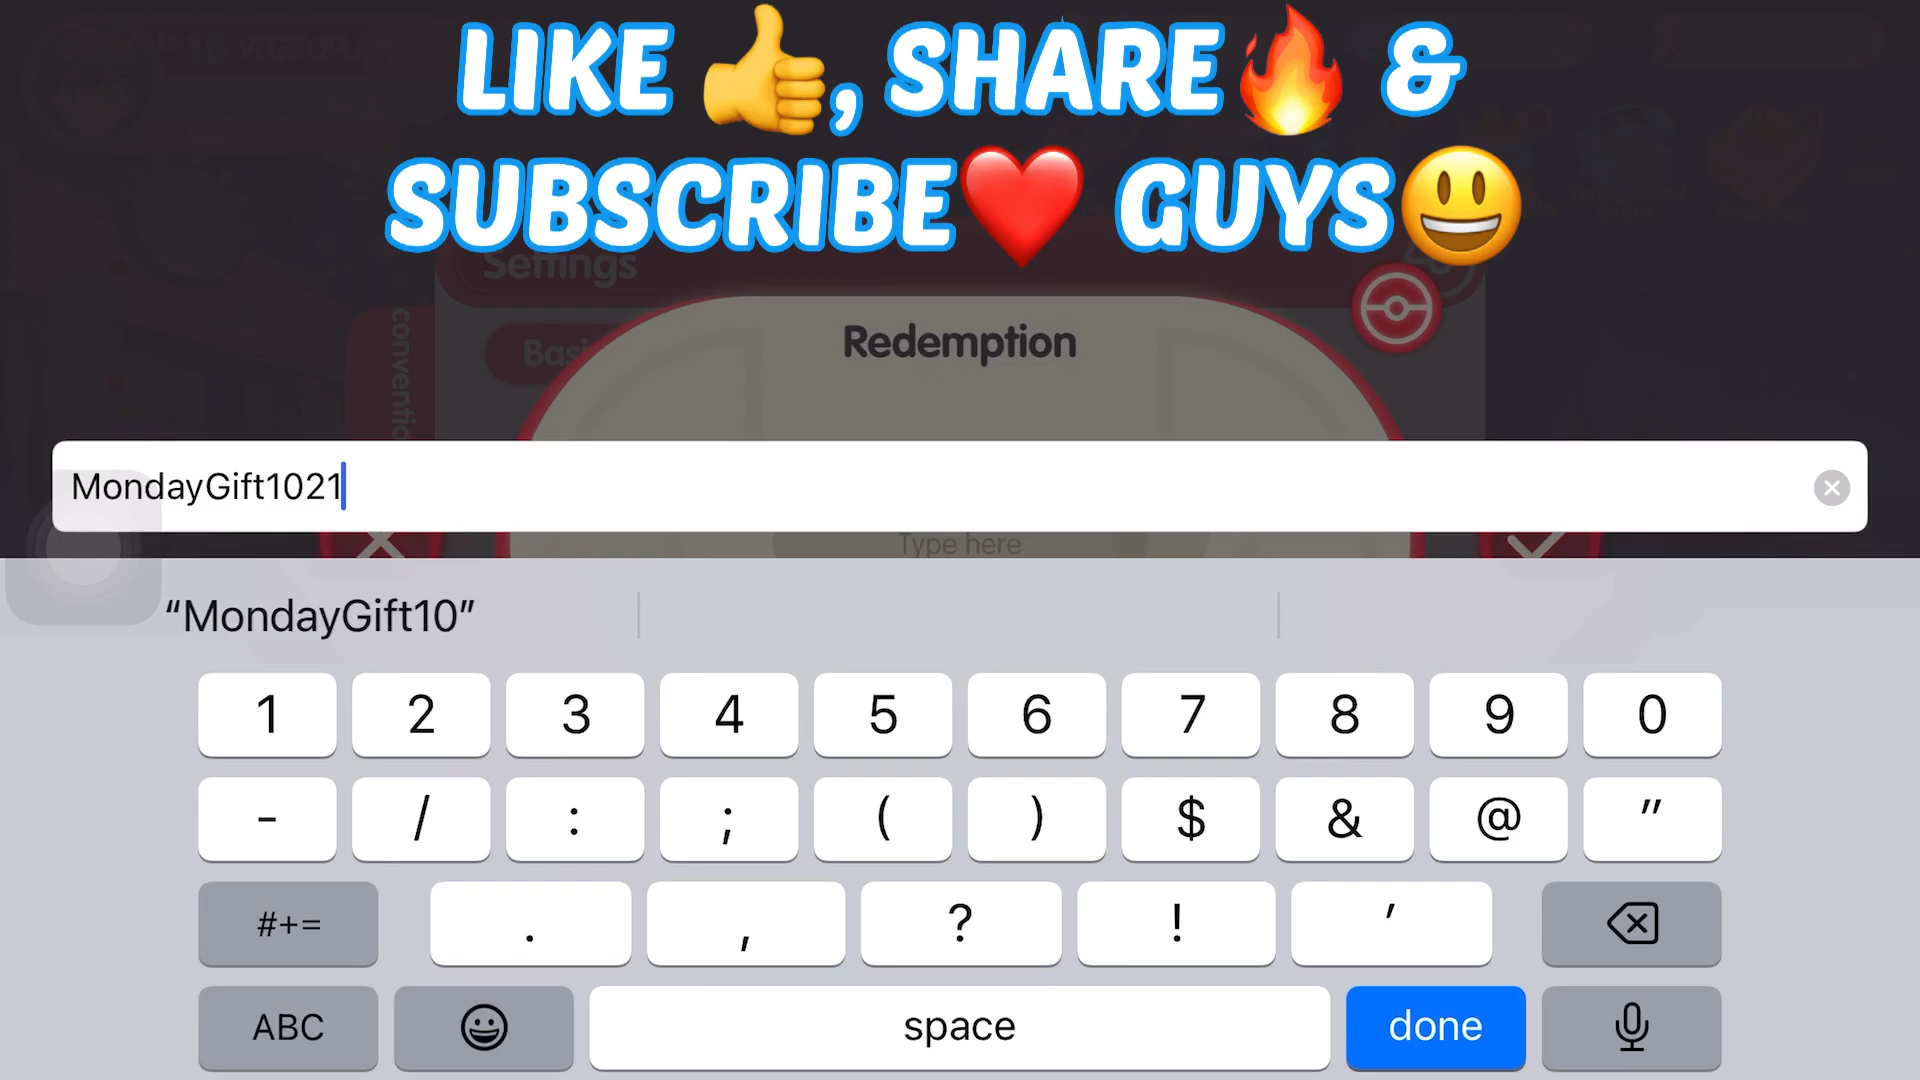 LIKE 👍, SHARE🔥 &
SUBSCRIBE❤️ GUYS😃
Settings
Basi
conventio
Redemption
MondayGift1021
Type here
“MondayGift10”
1 2 3 4 5 6 7 8 9 0
- / : ; ( ) $ & @ "
#+= . , ? ! '
ABC space done